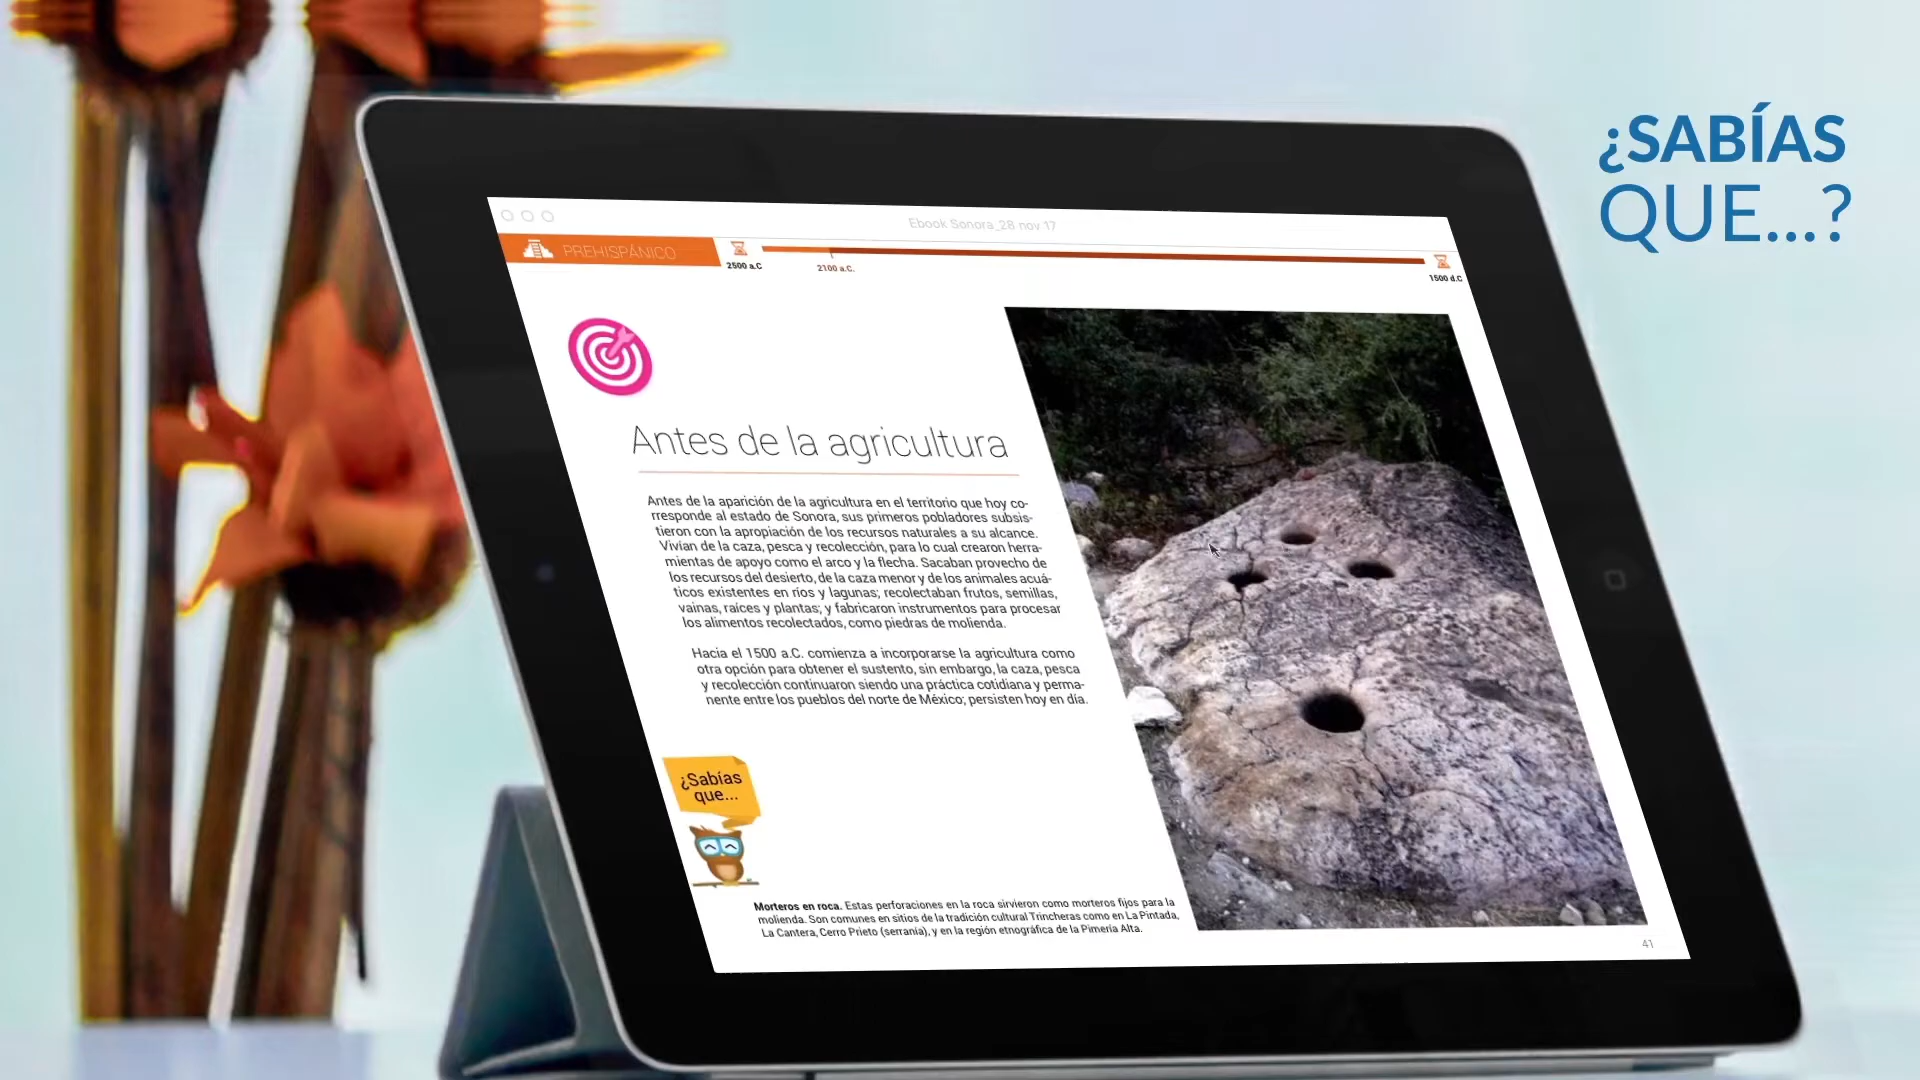 ¿SABÍAS
QUE...?
Ebook Sonora_28 nov 17
PREHISPÁNICO
2500 a.C
2100 a.C.
1500 d.C
Antes de la agricultura
Antes de la aparición de la agricultura en el territorio que hoy co-
rresponde al estado de Sonora, sus primeros pobladores subsis-
tieron con la apropiación de los recursos naturales a su alcance.
Vivían de la caza, pesca y recolección, para lo cual crearon herra-
mientas de apoyo como el arco y la flecha. Sacaban provecho de
los recursos del desierto, de la caza menor y de los animales acuá-
ticos existentes en ríos y lagunas; recolectaban frutos, semillas,
vainas, raíces y plantas; y fabricaron instrumentos para procesar
los alimentos recolectados, como piedras de molienda.
Hacia el 1500 a.C. comienza a incorporarse la agricultura como
otra opción para obtener el sustento, sin embargo, la caza, pesca
y recolección continuaron siendo una práctica cotidiana y perma-
nente entre los pueblos del norte de México; persisten hoy en día.
¿Sabías
que...
Morteros en roca. Estas perforaciones en la roca sirvieron como morteros fijos para la
molienda. Son comunes en sitios de la tradición cultural Trincheras como en La Pintada,
La Cantera, Cerro Prieto (serranía), y en la región etnográfica de la Pimería Alta.
41